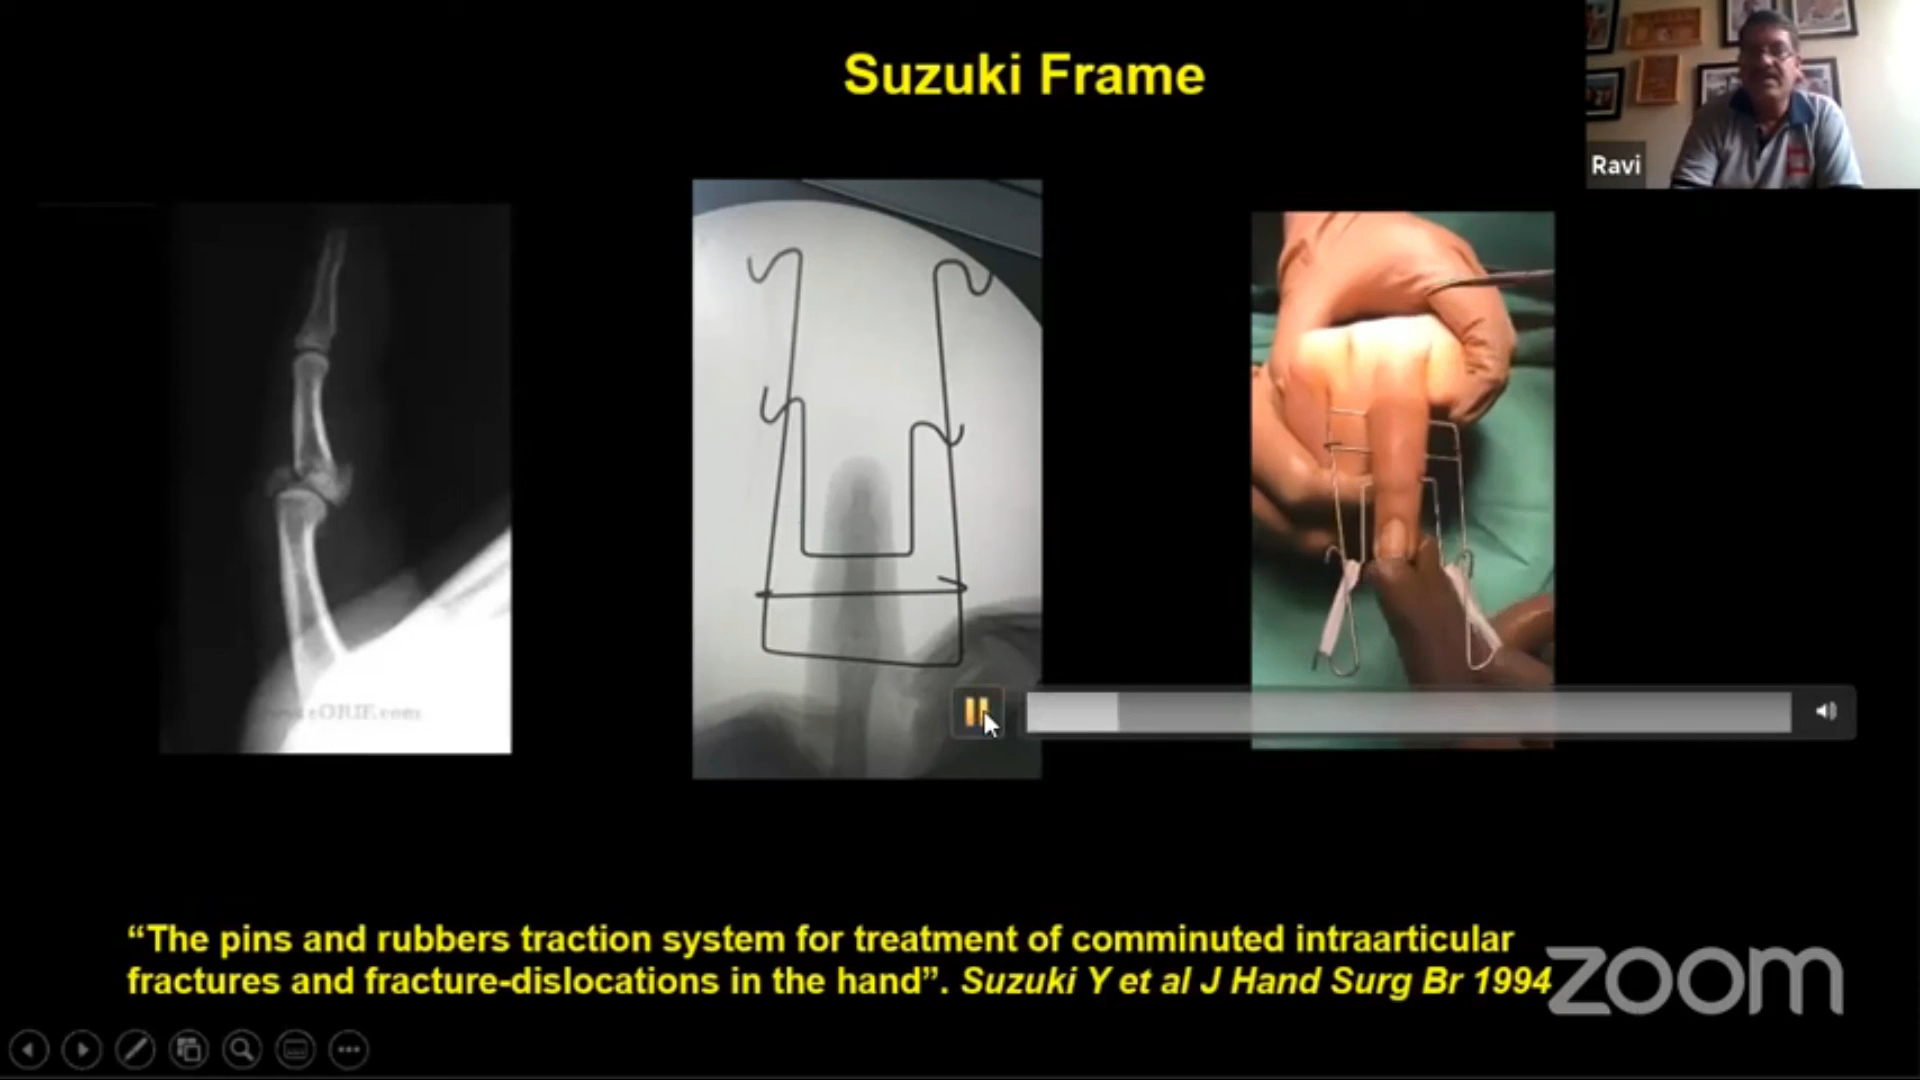 Suzuki Frame
Ravi
“The pins and rubbers traction system for treatment of comminuted intraarticular
fractures and fracture-dislocations in the hand”. Suzuki Y et al J Hand Surg Br 1994
zoom